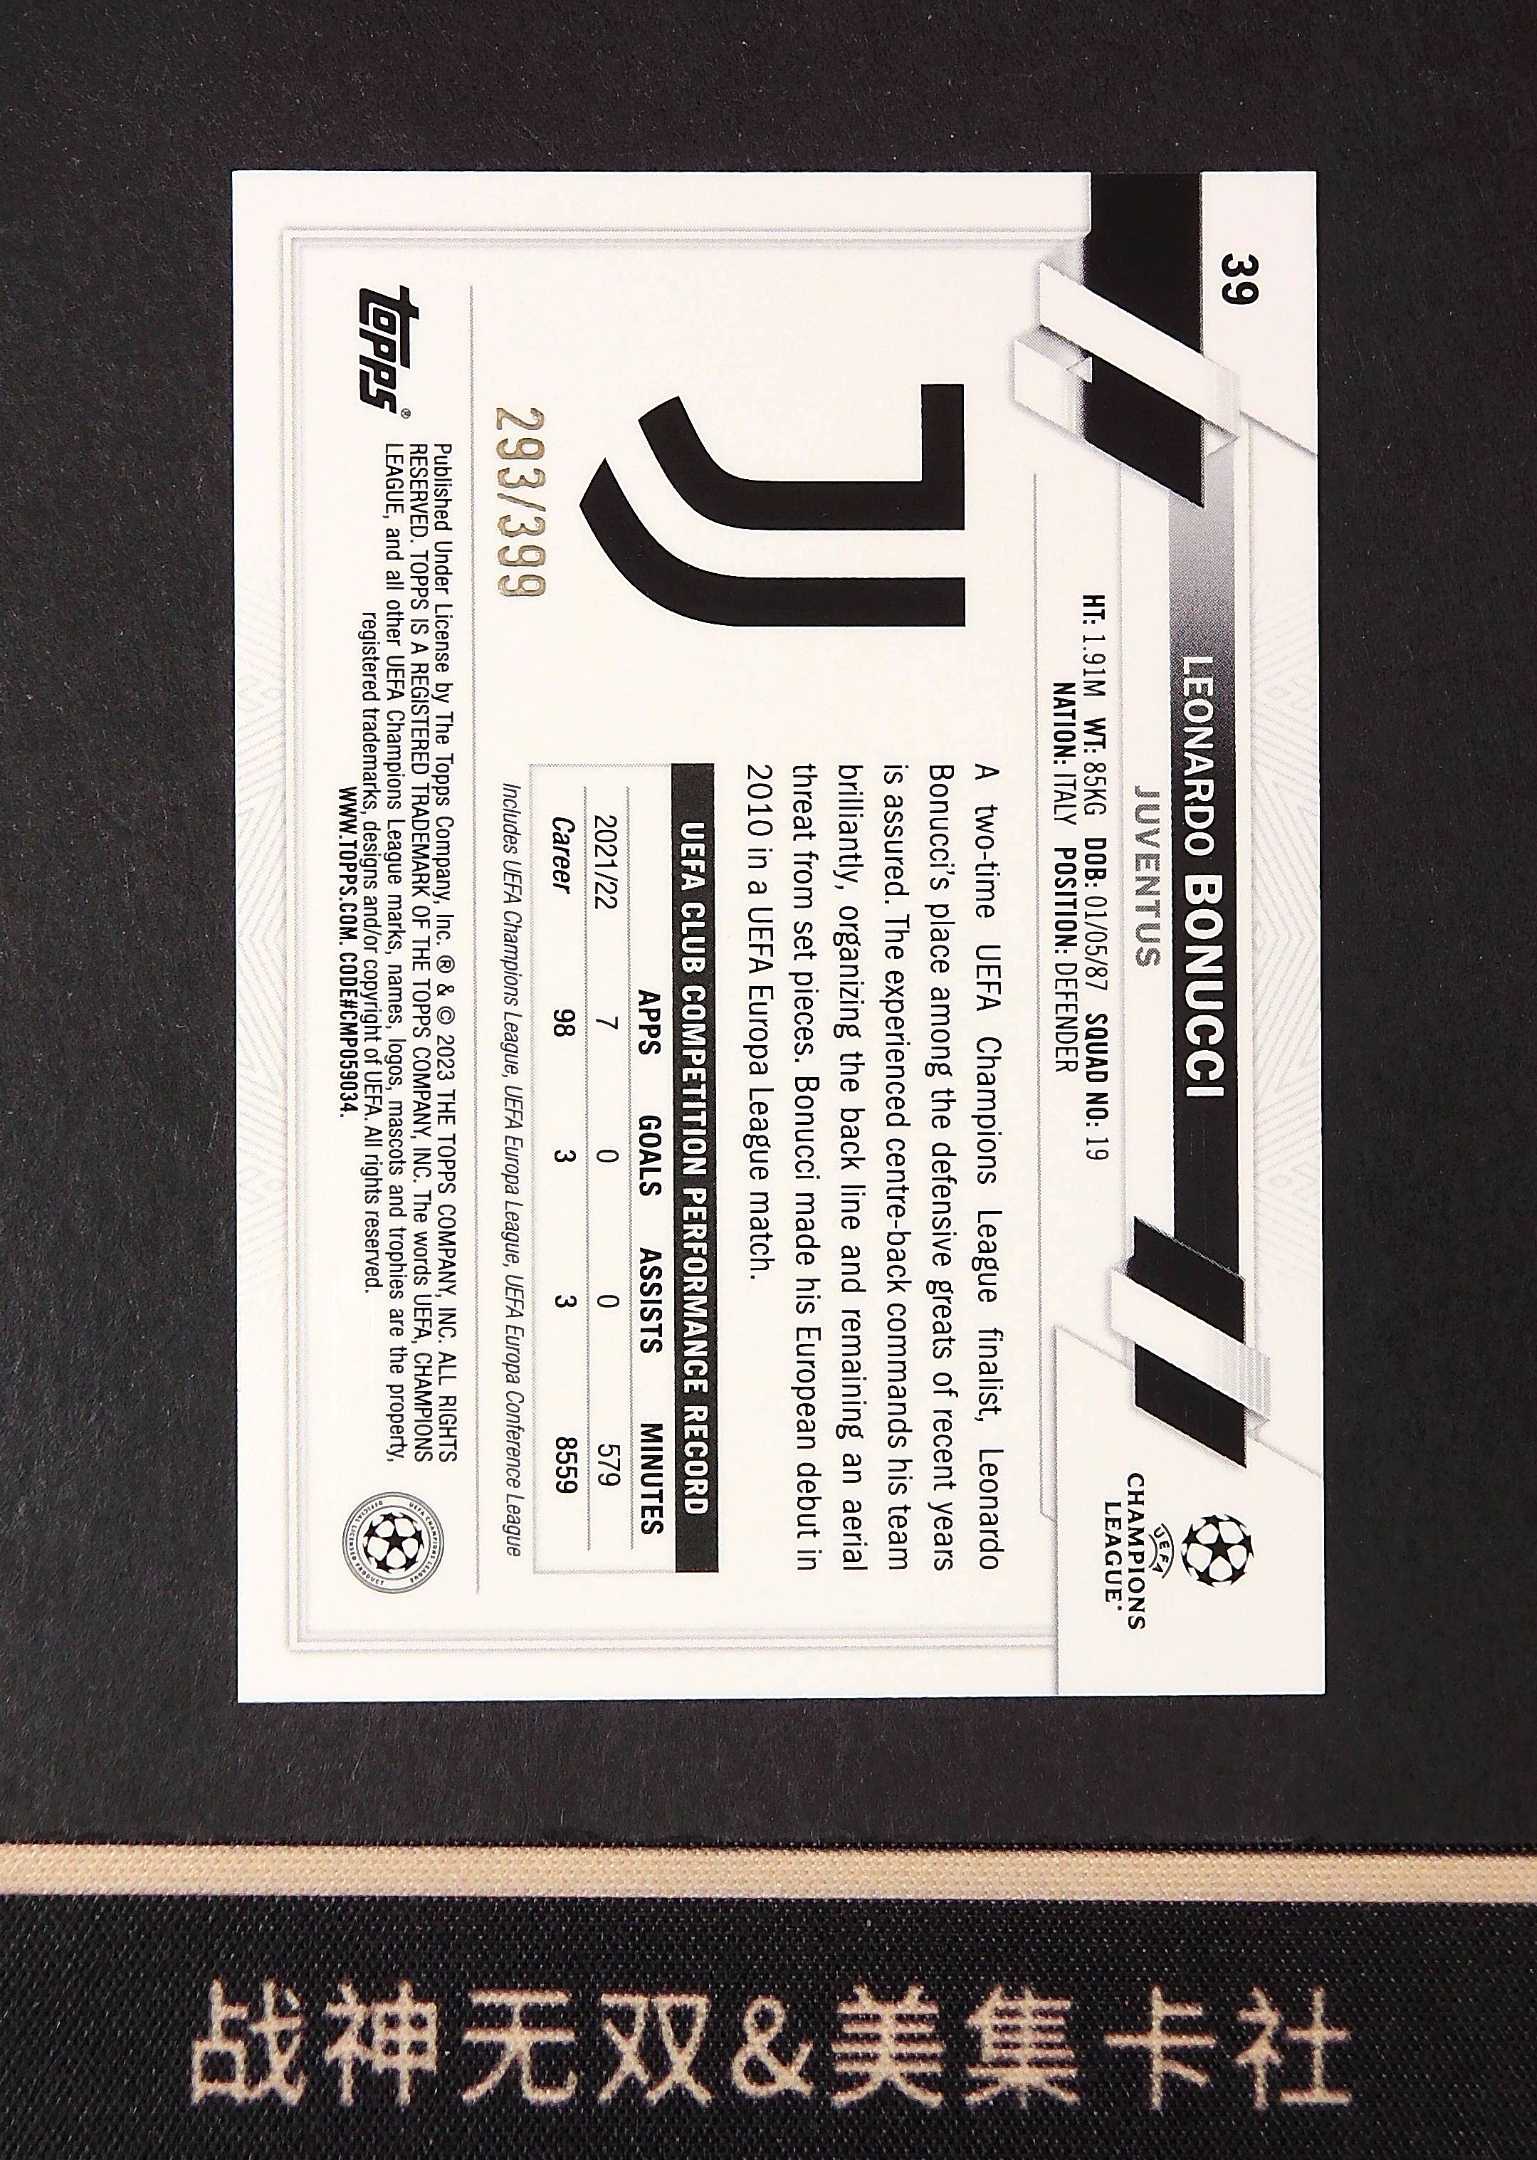 39
LEONARDO BONUCCI
JUVENTUS
HT: 1.91M WT: 85KG DOB: 01/05/87 SQUAD NO: 19
NATION: ITALY POSITION: DEFENDER
UEFA
CHAMPIONS
LEAGUE®
A two-time UEFA Champions League finalist, Leonardo
Bonucci's place among the defensive greats of recent years
is assured. The experienced centre-back commands his team
brilliantly, organizing the back line and remaining an aerial
threat from set pieces. Bonucci made his European debut in
2010 in a UEFA Europa League match.
UEFA CLUB COMPETITION PERFORMANCE RECORD
APPS GOALS ASSISTS MINUTES
2021/22 7 0 0 579
Career 98 3 3 8559
Includes UEFA Champions League, UEFA Europa League, UEFA Europa Conference League
293/399
topps®
Published Under License by The Topps Company, Inc. ® & © 2023 THE TOPPS COMPANY, INC. ALL RIGHTS
RESERVED. TOPPS IS A REGISTERED TRADEMARK OF THE TOPPS COMPANY, INC. The words UEFA, CHAMPIONS
LEAGUE, and all other UEFA Champions League marks, names, logos, mascots and trophies are the property,
registered trademarks, designs and/or copyright of UEFA. All rights reserved.
WWW.TOPPS.COM. CODE#CMP059034.
UEFA CHAMPIONS LEAGUE
OFFICIAL LICENSED PRODUCT
战神无双&美集卡社